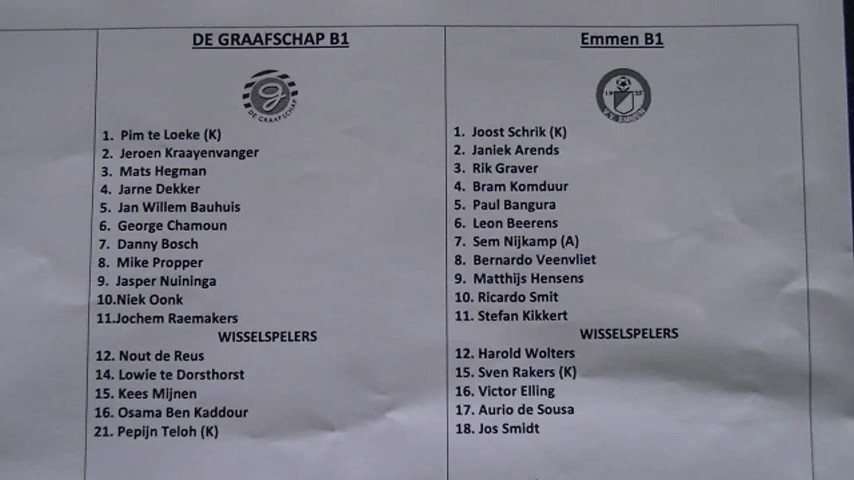 DE GRAAFSCHAP B1
DE GRAAFSCHAP
1. Pim te Loeke (K)
2. Jeroen Kraayenvanger
3. Mats Hegman
4. Jarne Dekker
5. Jan Willem Bauhuis
6. George Chamoun
7. Danny Bosch
8. Mike Propper
9. Jasper Nuininga
10.Niek Oonk
11.Jochem Raemakers
WISSELSPELERS
12. Nout de Reus
14. Lowie te Dorsthorst
15. Kees Mijnen
16. Osama Ben Kaddour
21. Pepijn Teloh (K)
Emmen B1
19 25
V.V. EMMEN
1. Joost Schrik (K)
2. Janiek Arends
3. Rik Graver
4. Bram Komduur
5. Paul Bangura
6. Leon Beerens
7. Sem Nijkamp (A)
8. Bernardo Veenvliet
9. Matthijs Hensens
10. Ricardo Smit
11. Stefan Kikkert
WISSELSPELERS
12. Harold Wolters
15. Sven Rakers (K)
16. Victor Elling
17. Aurio de Sousa
18. Jos Smidt